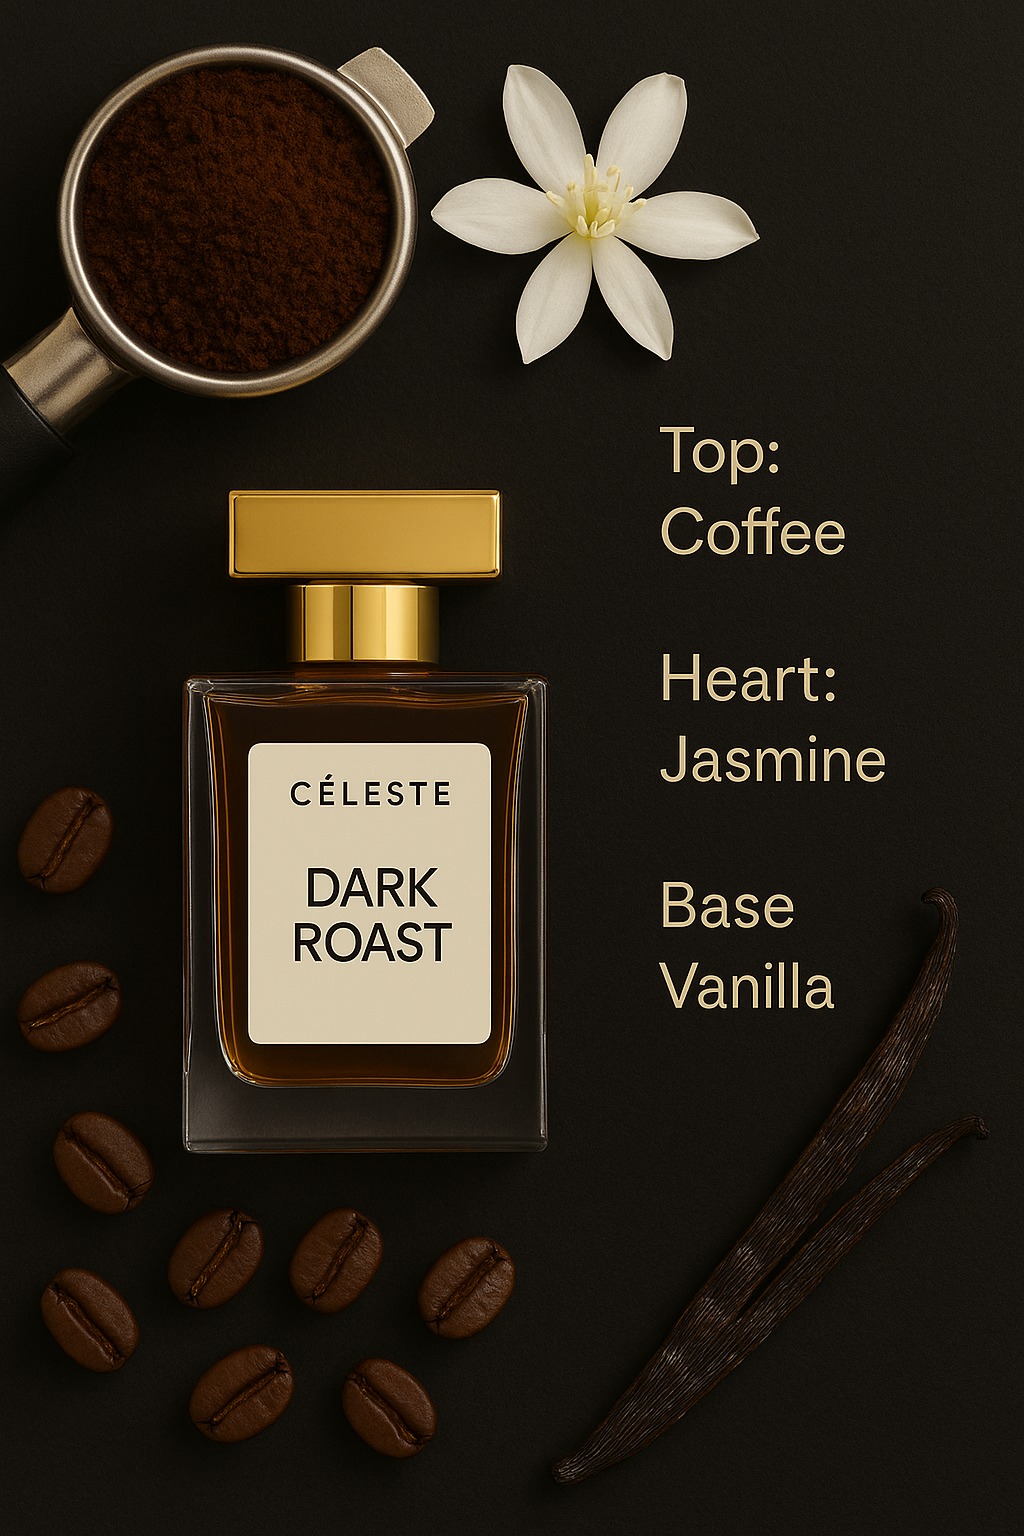 Top:
Coffee
Heart:
Jasmine
Base
Vanilla
CÉLESTE
DARK
ROAST